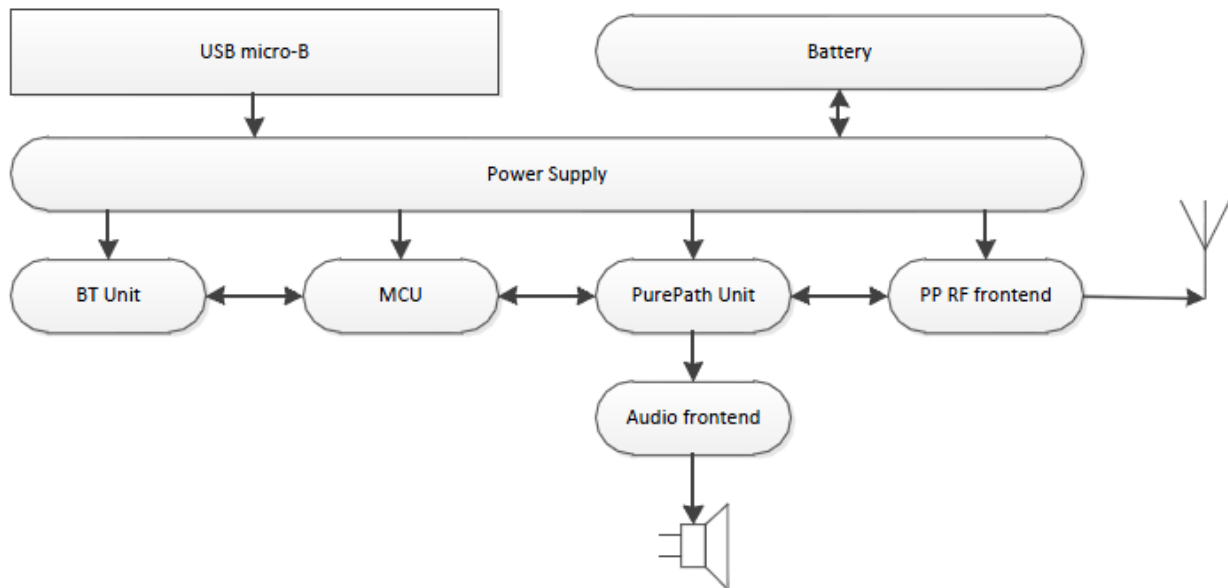 USB micro-B
Battery
Power Supply
BT Unit
MCU
PurePath Unit
PP RF frontend
Audio frontend